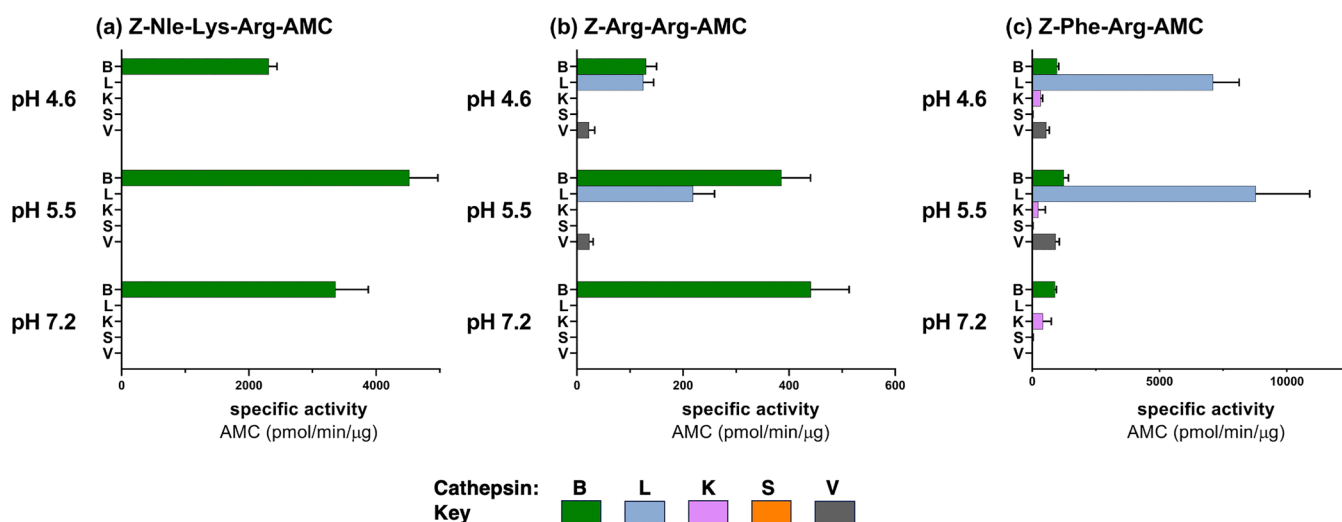 (a) Z-Nle-Lys-Arg-AMC
pH 4.6
B
L
K
S
V
pH 5.5
B
L
K
S
V
pH 7.2
B
L
K
S
V
0 2000 4000
specific activity
AMC (pmol/min/μg)
(b) Z-Arg-Arg-AMC
pH 4.6
B
L
K
S
V
pH 5.5
B
L
K
S
V
pH 7.2
B
L
K
S
V
0 200 400 600
specific activity
AMC (pmol/min/μg)
(c) Z-Phe-Arg-AMC
pH 4.6
B
L
K
S
V
pH 5.5
B
L
K
S
V
pH 7.2
B
L
K
S
V
0 5000 10000
specific activity
AMC (pmol/min/μg)
Cathepsin: B L K S V
Key